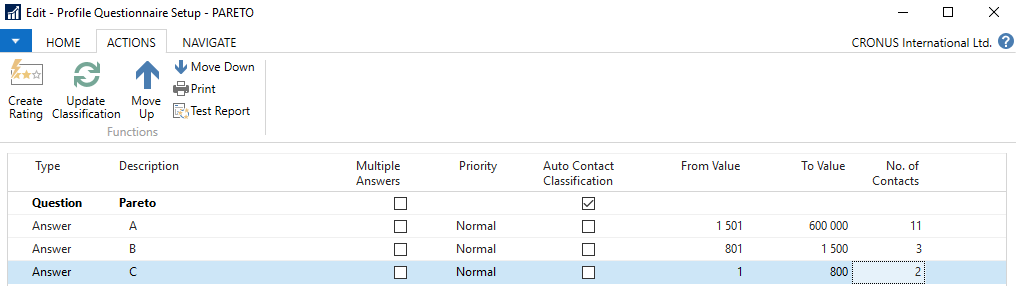 Edit - Profile Questionnaire Setup - PARETO
HOME ACTIONS NAVIGATE CRONUS International Ltd.
Create Rating
Update Classification
Move Up
Move Down
Print
Test Report
Functions
Type Description Multiple Answers Priority Auto Contact Classification From Value To Value No. of Contacts
Question Pareto
Answer A Normal 1 501 600 000 11
Answer B Normal 801 1 500 3
Answer C Normal 1 800 2